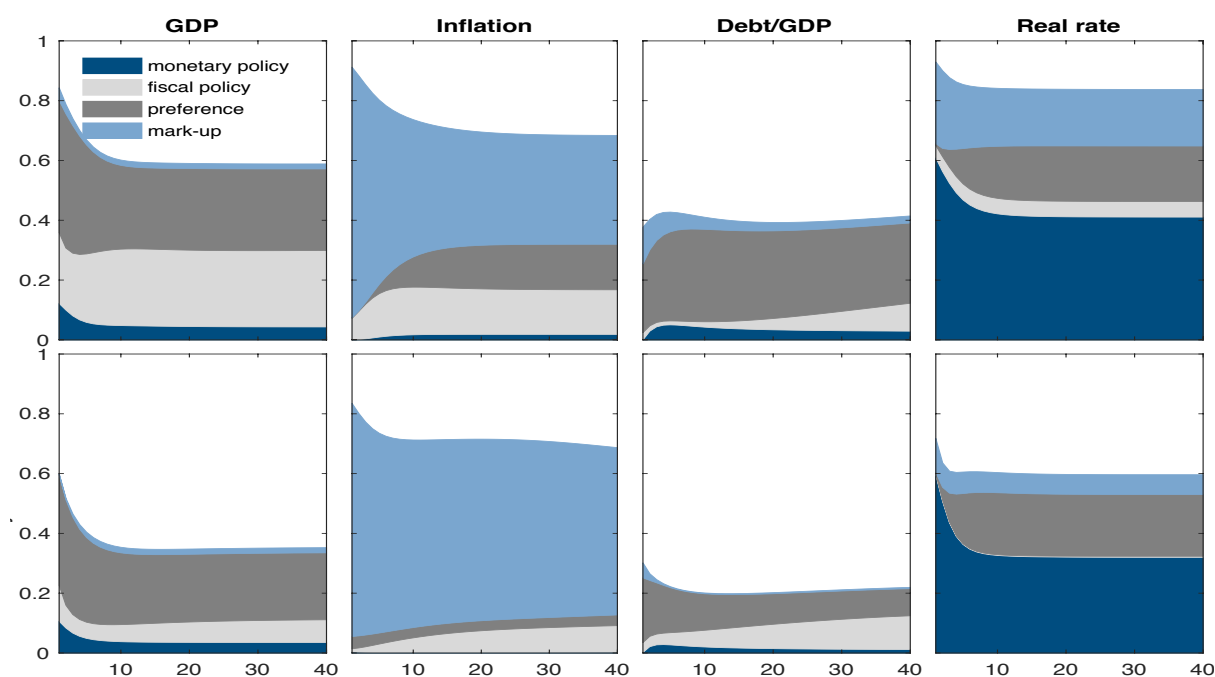 GDP Inflation Debt/GDP Real rate
1
monetary policy
fiscal policy
0.8
preference
mark-up
0.6
0.4
0.2
0
1
0.8
0.6
0.4
0.2
0
10 20 30 40 10 20 30 40 10 20 30 40 10 20 30 40